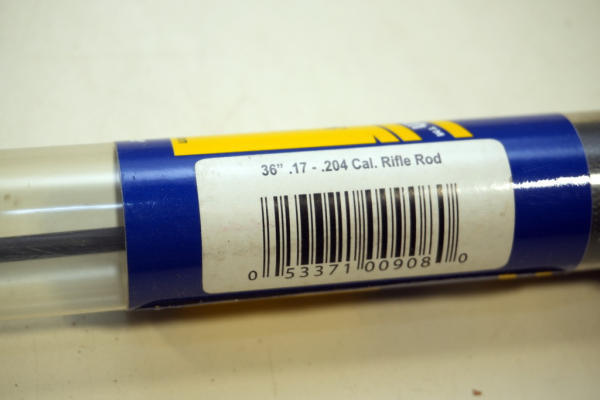 36” .17 - .204 Cal. Rifle Rod
0 53371 00908 0